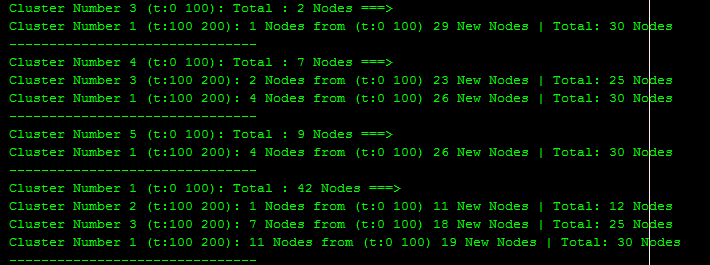 Cluster Number 3 (t:0 100): Total : 2 Nodes ===>
Cluster Number 1 (t:100 200): 1 Nodes from (t:0 100) 29 New Nodes | Total: 30 Nodes
-------------------------------
Cluster Number 4 (t:0 100): Total : 7 Nodes ===>
Cluster Number 3 (t:100 200): 2 Nodes from (t:0 100) 23 New Nodes | Total: 25 Nodes
Cluster Number 1 (t:100 200): 4 Nodes from (t:0 100) 26 New Nodes | Total: 30 Nodes
-------------------------------
Cluster Number 5 (t:0 100): Total : 9 Nodes ===>
Cluster Number 1 (t:100 200): 4 Nodes from (t:0 100) 26 New Nodes | Total: 30 Nodes
-------------------------------
Cluster Number 1 (t:0 100): Total : 42 Nodes ===>
Cluster Number 2 (t:100 200): 1 Nodes from (t:0 100) 11 New Nodes | Total: 12 Nodes
Cluster Number 3 (t:100 200): 7 Nodes from (t:0 100) 18 New Nodes | Total: 25 Nodes
Cluster Number 1 (t:100 200): 11 Nodes from (t:0 100) 19 New Nodes | Total: 30 Nodes
-------------------------------